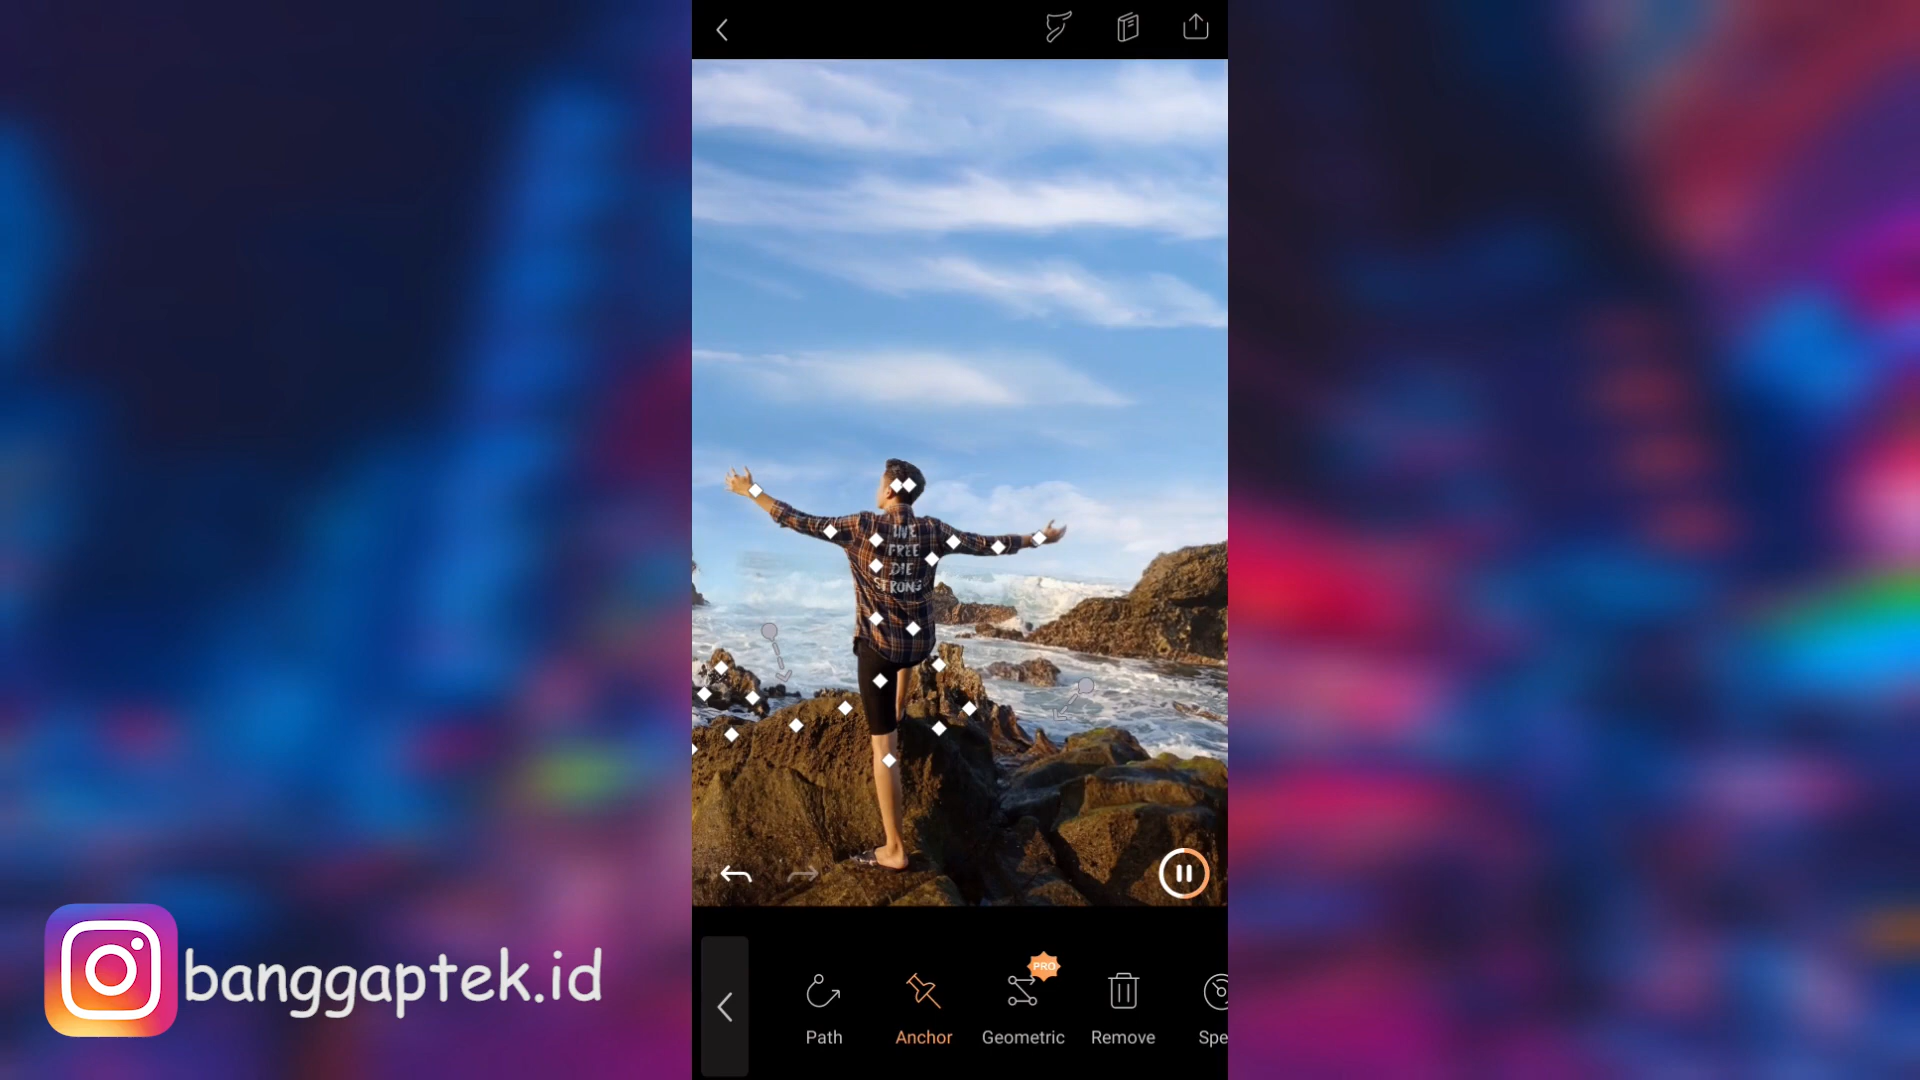 LIVE
FREE
DIE
STRONG
banggaptek.id
PRO
Path
Anchor
Geometric
Remove
Spe